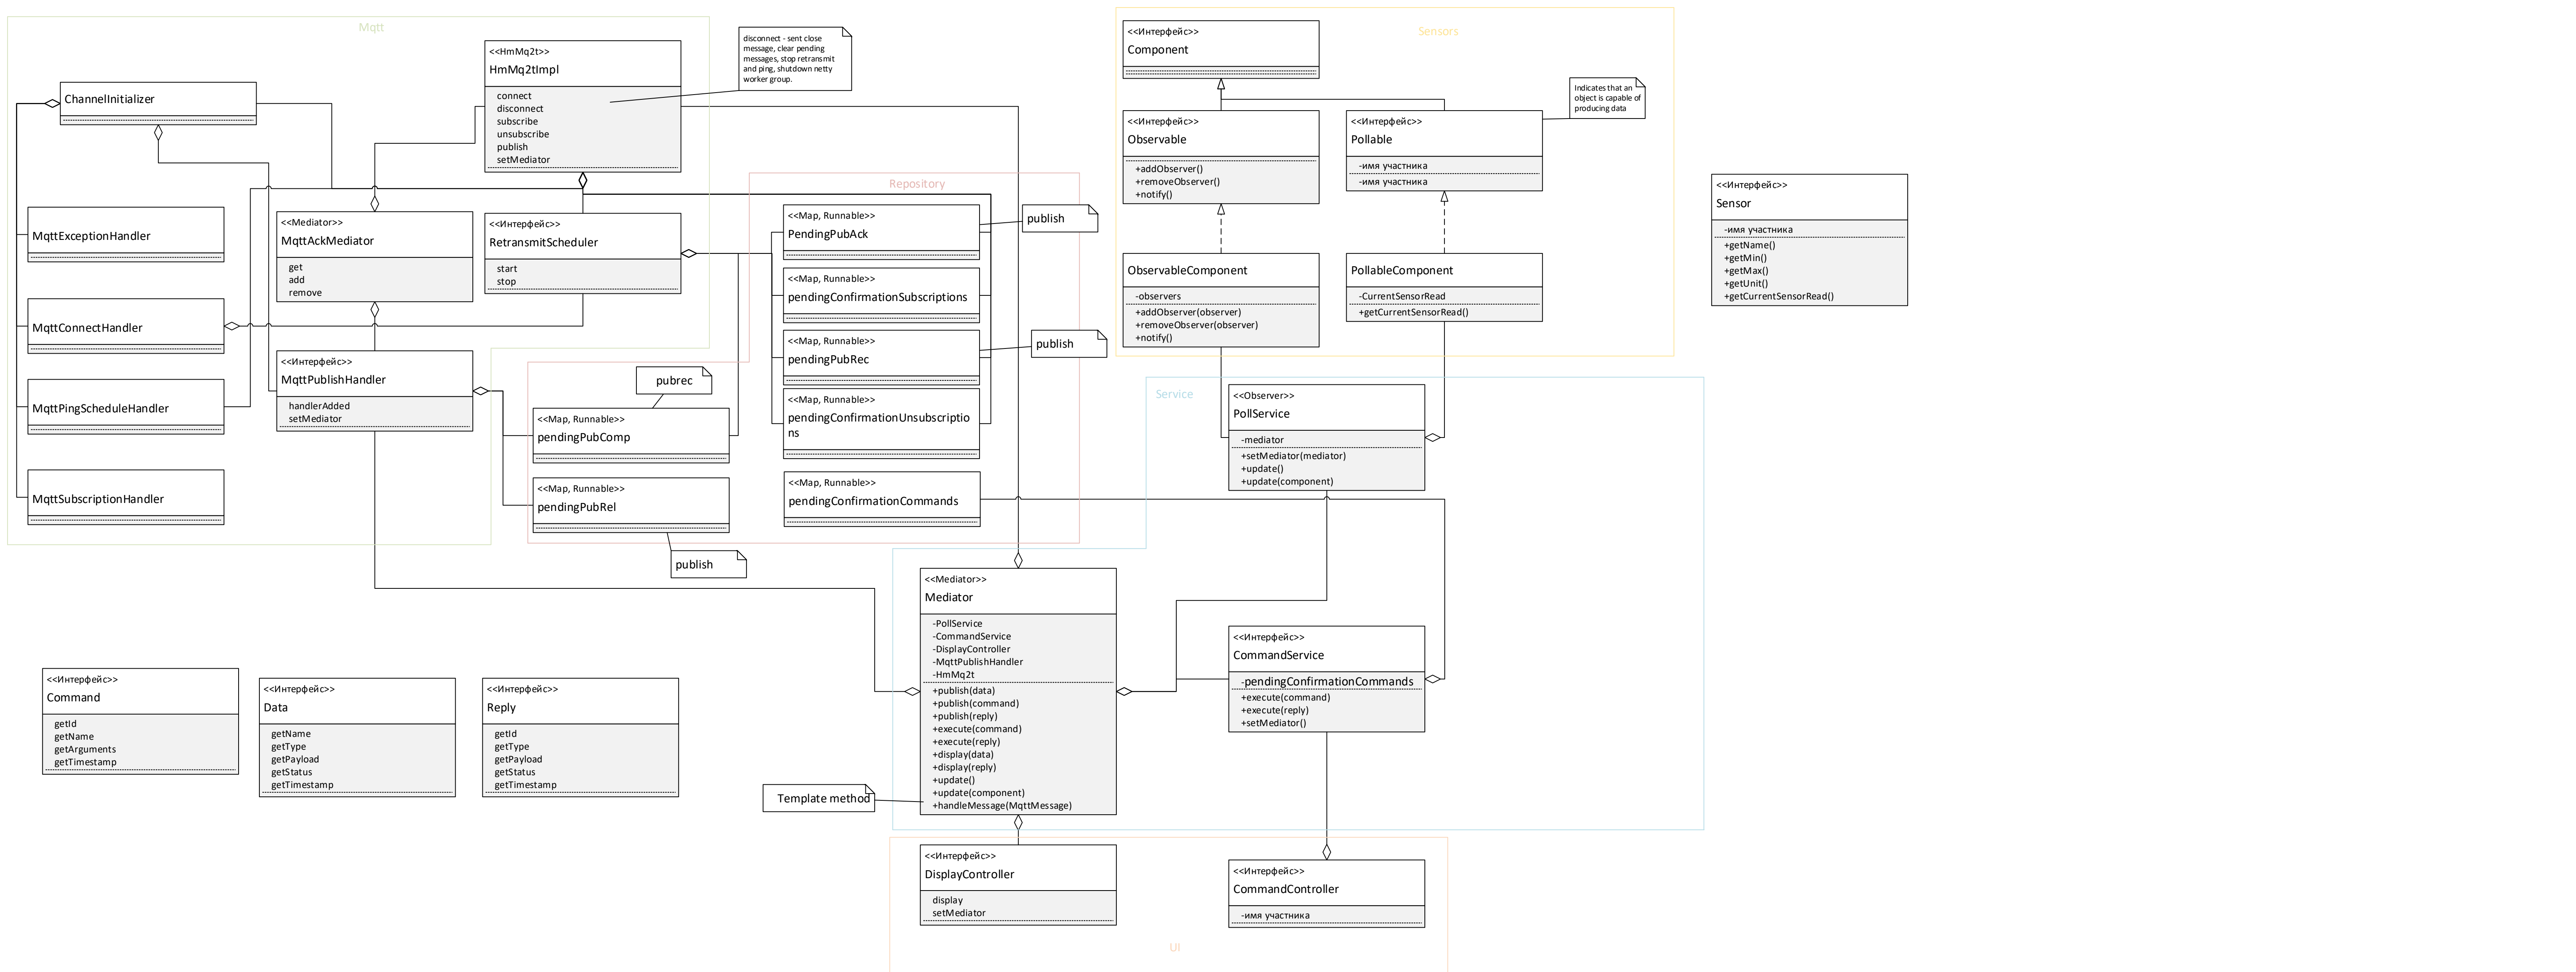 Mqtt
<<HmMq2t>>
HmMq2tImpl
connect
disconnect
subscribe
unsubscribe
publish
setMediator
disconnect - sent close
message, clear pending
messages, stop retransmit
and ping, shutdown netty
worker group.
ChannelInitializer
MqttExceptionHandler
MqttConnectHandler
MqttPingScheduleHandler
MqttSubscriptionHandler
<<Mediator>>
MqttAckMediator
get
add
remove
<<Интерфейс>>
RetransmitScheduler
start
stop
<<Интерфейс>>
MqttPublishHandler
handlerAdded
setMediator
Repository
<<Map, Runnable>>
PendingPubAck
publish
<<Map, Runnable>>
pendingConfirmationSubscriptions
<<Map, Runnable>>
pendingPubRec
publish
<<Map, Runnable>>
pendingConfirmationUnsubscriptio
ns
<<Map, Runnable>>
pendingConfirmationCommands
pubrec
<<Map, Runnable>>
pendingPubComp
<<Map, Runnable>>
pendingPubRel
publish
Sensors
<<Интерфейс>>
Component
<<Интерфейс>>
Observable
+addObserver()
+removeObserver()
+notify()
<<Интерфейс>>
Pollable
-имя участника
-имя участника
Indicates that an
object is capable of
producing data
ObservableComponent
-observers
+addObserver(observer)
+removeObserver(observer)
+notify()
PollableComponent
-CurrentSensorRead
+getCurrentSensorRead()
<<Интерфейс>>
Sensor
-имя участника
+getName()
+getMin()
+getMax()
+getUnit()
+getCurrentSensorRead()
Service
<<Observer>>
PollService
-mediator
+setMediator(mediator)
+update()
+update(component)
<<Mediator>>
Mediator
-PollService
-CommandService
-DisplayController
-MqttPublishHandler
-HmMq2t
+publish(data)
+publish(command)
+publish(reply)
+execute(command)
+execute(reply)
+display(data)
+display(reply)
+update()
+update(component)
+handleMessage(MqttMessage)
Template method
<<Интерфейс>>
CommandService
-pendingConfirmationCommands
+execute(command)
+execute(reply)
+setMediator()
<<Интерфейс>>
Command
getId
getName
getArguments
getTimestamp
<<Интерфейс>>
Data
getName
getType
getPayload
getStatus
getTimestamp
<<Интерфейс>>
Reply
getId
getType
getPayload
getStatus
getTimestamp
<<Интерфейс>>
DisplayController
display
setMediator
<<Интерфейс>>
CommandController
-имя участника
UI